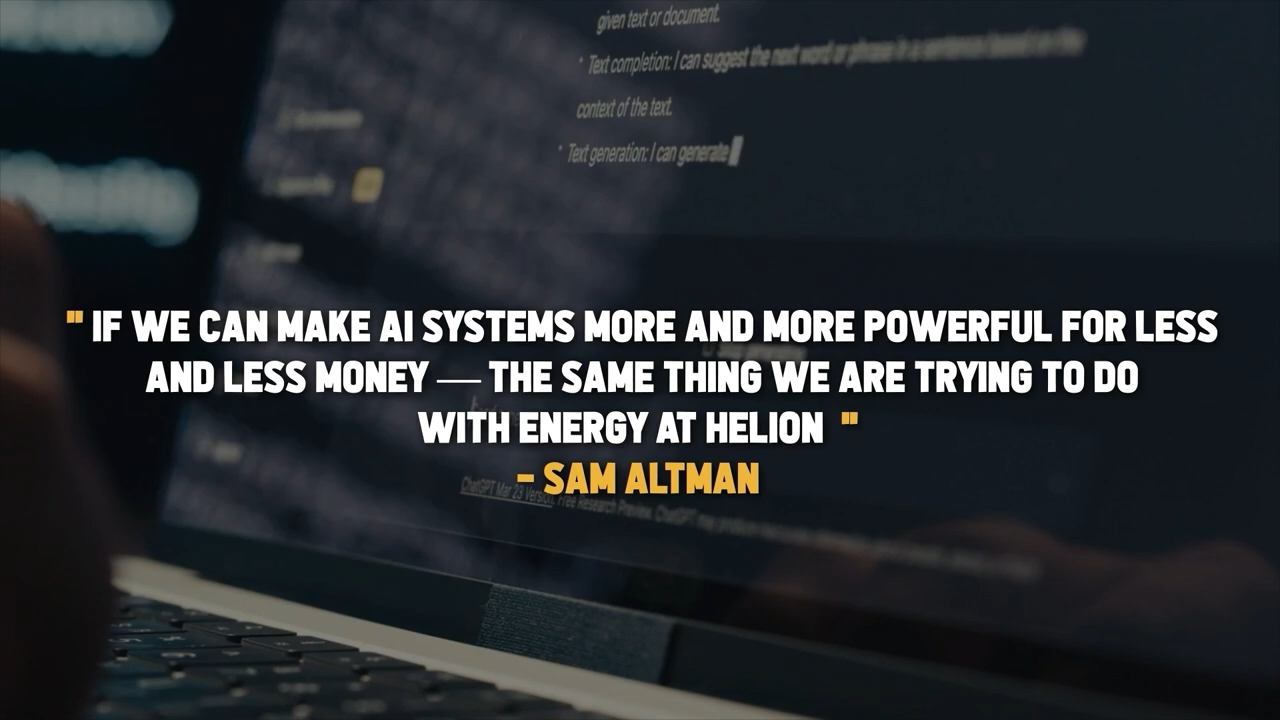 given text or document.
* Text completion: I can suggest the next word or phrase in a sentence based on the
context of the text.
* Text generation: I can generate
" IF WE CAN MAKE AI SYSTEMS MORE AND MORE POWERFUL FOR LESS
AND LESS MONEY — THE SAME THING WE ARE TRYING TO DO
WITH ENERGY AT HELION "
- SAM ALTMAN
ChatGPT Mar 23 Version. Free Research Preview. ChatGPT may produce